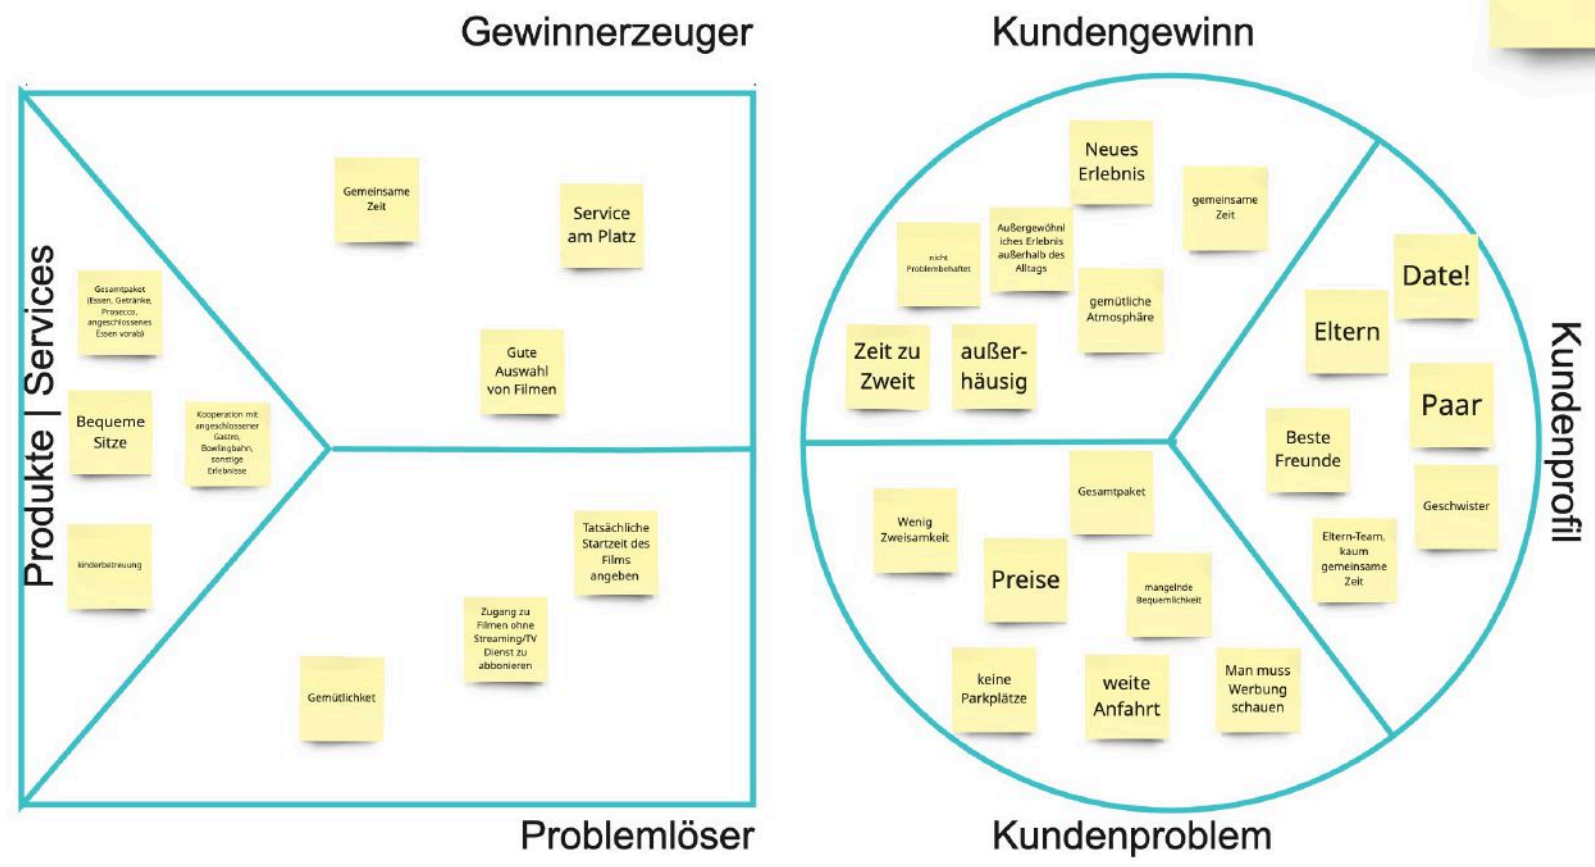 Gewinnerzeuger
Kundengewinn
Produkte | Services
Gemeinsame
Zeit
Service
am Platz
Gute
Auswahl
von Filmen
Gesamtpaket
(Essen, Getränke,
Prosecco,
angeschlossenes
Essen vorab)
Bequeme
Sitze
Kooperation mit
angeschlossener
Gastro,
Bowlingbahn,
sonstige
Erlebnisse
kinderbetreuung
Tatsächliche
Startzeit des
Films
angeben
Zugang zu
Filmen ohne
Streaming/TV
Dienst zu
abbonieren
Gemütlichket
Problemlöser
Neues
Erlebnis
gemeinsame
Zeit
Außergewöhnl
iches Erlebnis
außerhalb des
Alltags
nicht
Problembehaftet
gemütliche
Atmosphäre
Zeit zu
Zweit
außer-
häusig
Date!
Eltern
Paar
Beste
Freunde
Geschwister
Eltern-Team,
kaum
gemeinsame
Zeit
Kundenprofil
Gesamtpaket
Wenig
Zweisamkeit
Preise
mangelnde
Bequemlichkeit
keine
Parkplätze
weite
Anfahrt
Man muss
Werbung
schauen
Kundenproblem